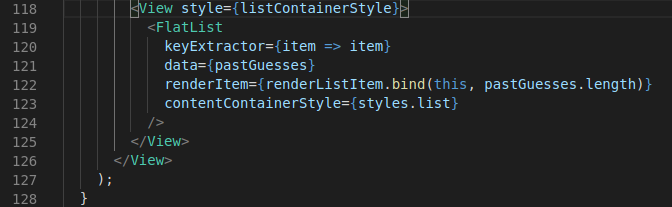 118 <View style={listContainerStyle}>
119 <FlatList
120 keyExtractor={item => item}
121 data={pastGuesses}
122 renderItem={renderListItem.bind(this, pastGuesses.length)}
123 contentContainerStyle={styles.list}
124 />
125 </View>
126 </View>
127 );
128 }